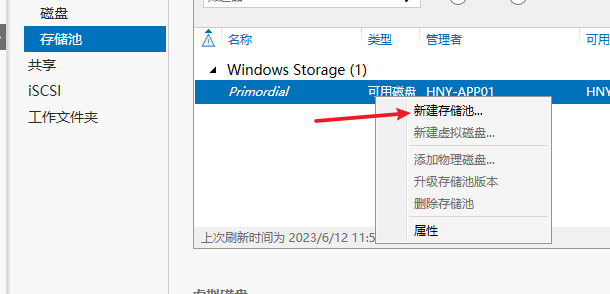 磁盘
存储池
共享
iSCSI
工作文件夹
名称 类型 管理者 可用
Windows Storage (1)
Primordial 可用磁盘 HNY-APP01 HNY
新建存储池...
新建虚拟磁盘...
添加物理磁盘...
升级存储池版本
删除存储池
属性
上次刷新时间为 2023/6/12 11:5
虚拟磁盘